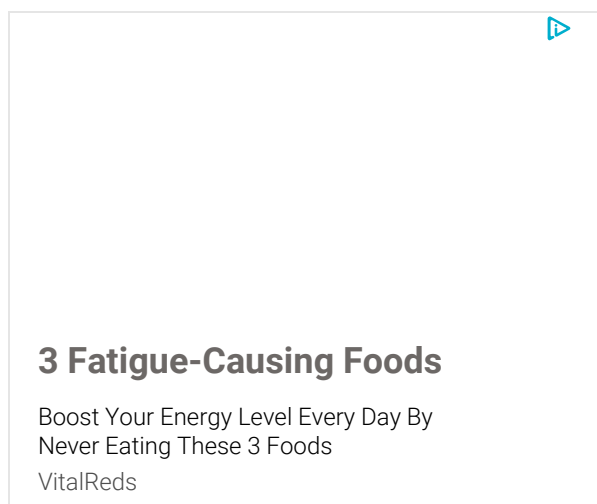 3 Fatigue-Causing Foods
Boost Your Energy Level Every Day By
Never Eating These 3 Foods
VitalReds